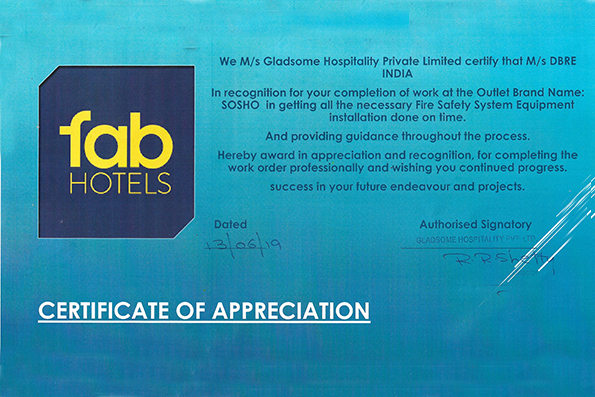 We M/s Gladsome Hospitality Private Limited certify that M/s DBRE
INDIA
In recognition for your completion of work at the Outlet Brand Name:
SOSHO in getting all the necessary Fire Safety System Equipment
installation done on time.
And providing guidance throughout the process.
Hereby award in appreciation and recognition, for completing the
work order professionally and wishing you continued progress.
success in your future endeavour and projects.
fab
HOTELS
Dated
13/06/19
Authorised Signatory
GLADSOME HOSPITALITY PVT. LTD.
CERTIFICATE OF APPRECIATION